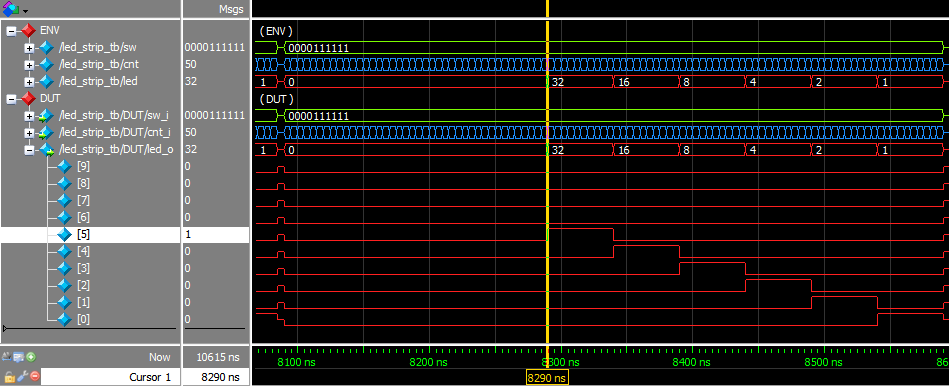 Msgs
ENV (ENV)
/led_strip_tb/sw 0000111111 0000111111
/led_strip_tb/cnt 50
/led_strip_tb/led 32 1 0 32 16 8 4 2 1
DUT (DUT)
/led_strip_tb/DUT/sw_i 0000111111 0000111111
/led_strip_tb/DUT/cnt_i 50
/led_strip_tb/DUT/led_o 32 1 0 32 16 8 4 2 1
[9] 0
[8] 0
[7] 0
[6] 0
[5] 1
[4] 0
[3] 0
[2] 0
[1] 0
[0] 0
Now 10615 ns 8100 ns 8200 ns 8400 ns 8500 ns
Cursor 1 8290 ns 8290 ns